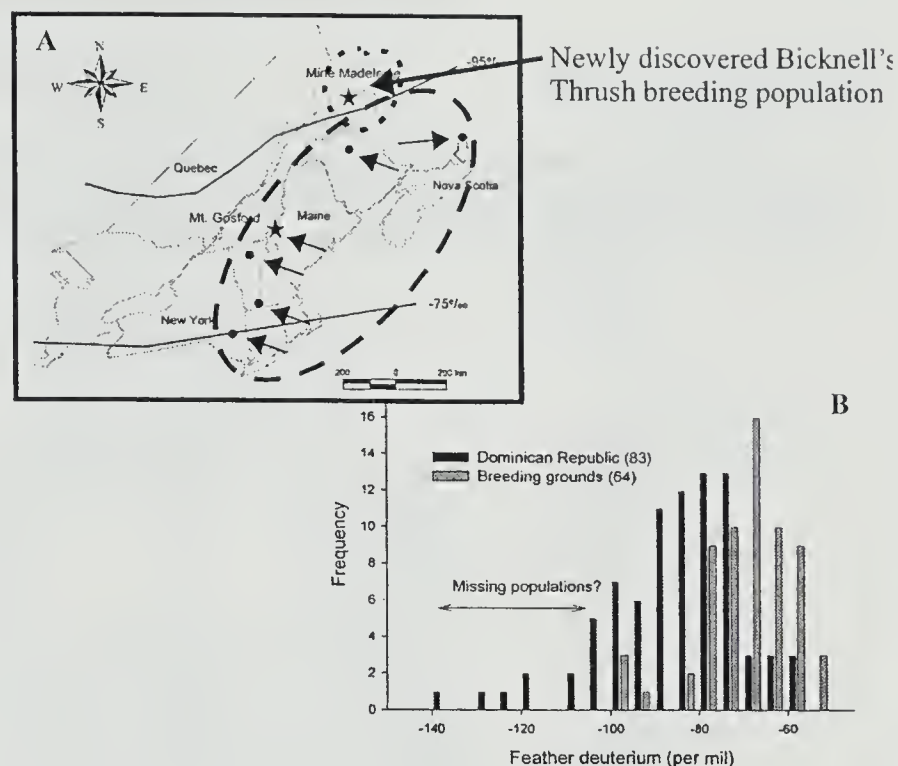 A
N
W E
S
-95°/
Newly discovered Bicknell's
Thrush breeding population
Quebec
Nova Scotia
Mt. Gosford
Maine
-75°/oo
New York
200 0 200 km
B
16
14
12
10
8
6
4
2
0
Frequency
Dominican Republic (83)
Breeding grounds (64)
Missing populations?
-140 -120 -100 -80 -60
Feather deuterium (per mil)